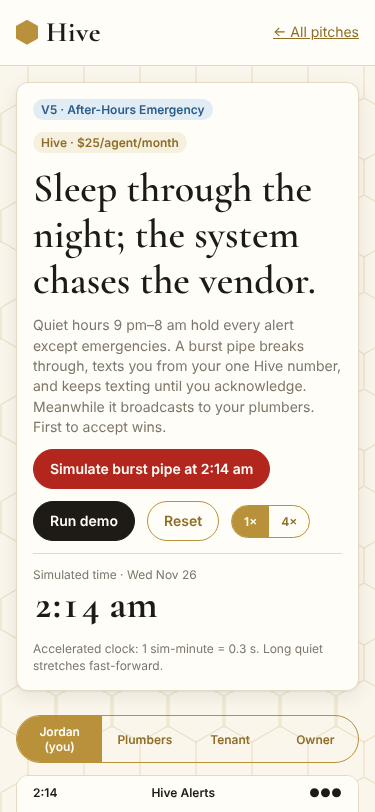 Hive
← All pitches
V5 · After-Hours Emergency
Hive · $25/agent/month
Sleep through the
night; the system
chases the vendor.
Quiet hours 9 pm–8 am hold every alert
except emergencies. A burst pipe breaks
through, texts you from your one Hive number,
and keeps texting until you acknowledge.
Meanwhile it broadcasts to your plumbers.
First to accept wins.
Simulate burst pipe at 2:14 am
Run demo
Reset
1×
4×
Simulated time · Wed Nov 26
2:14 am
Accelerated clock: 1 sim-minute = 0.3 s. Long quiet
stretches fast-forward.
Jordan
(you)
Plumbers
Tenant
Owner
2:14
Hive Alerts